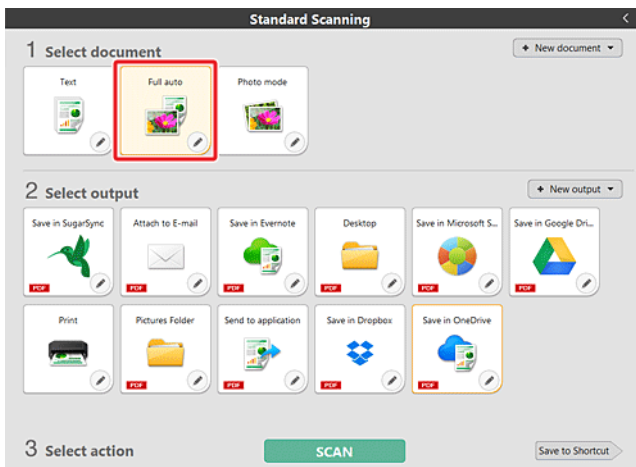 Standard Scanning
1 Select document
+ New document
Text
Full auto
Photo mode
2 Select output
+ New output
Save in SugarSync
Attach to E-mail
Save in Evernote
Desktop
Save in Microsoft S...
Save in Google Dri...
PDF
PDF
PDF
PDF
PDF
PDF
Print
Pictures Folder
Send to application
Save in Dropbox
Save in OneDrive
PDF
PDF
PDF
PDF
3 Select action
SCAN
Save to Shortcut